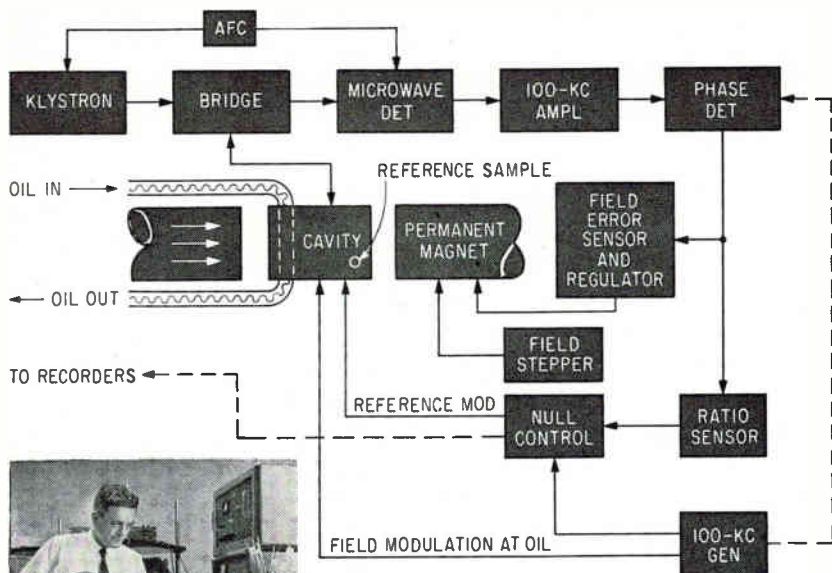 AFC
KLYSTRON
BRIDGE
MICROWAVE
DET
100-KC
AMPL
PHASE
DET
OIL IN
REFERENCE SAMPLE
CAVITY
PERMANENT
MAGNET
FIELD
ERROR
SENSOR
AND
REGULATOR
OIL OUT
FIELD
STEPPER
TO RECORDERS
REFERENCE MOD
NULL
CONTROL
RATIO
SENSOR
FIELD MODULATION AT OIL
100-KC
GEN